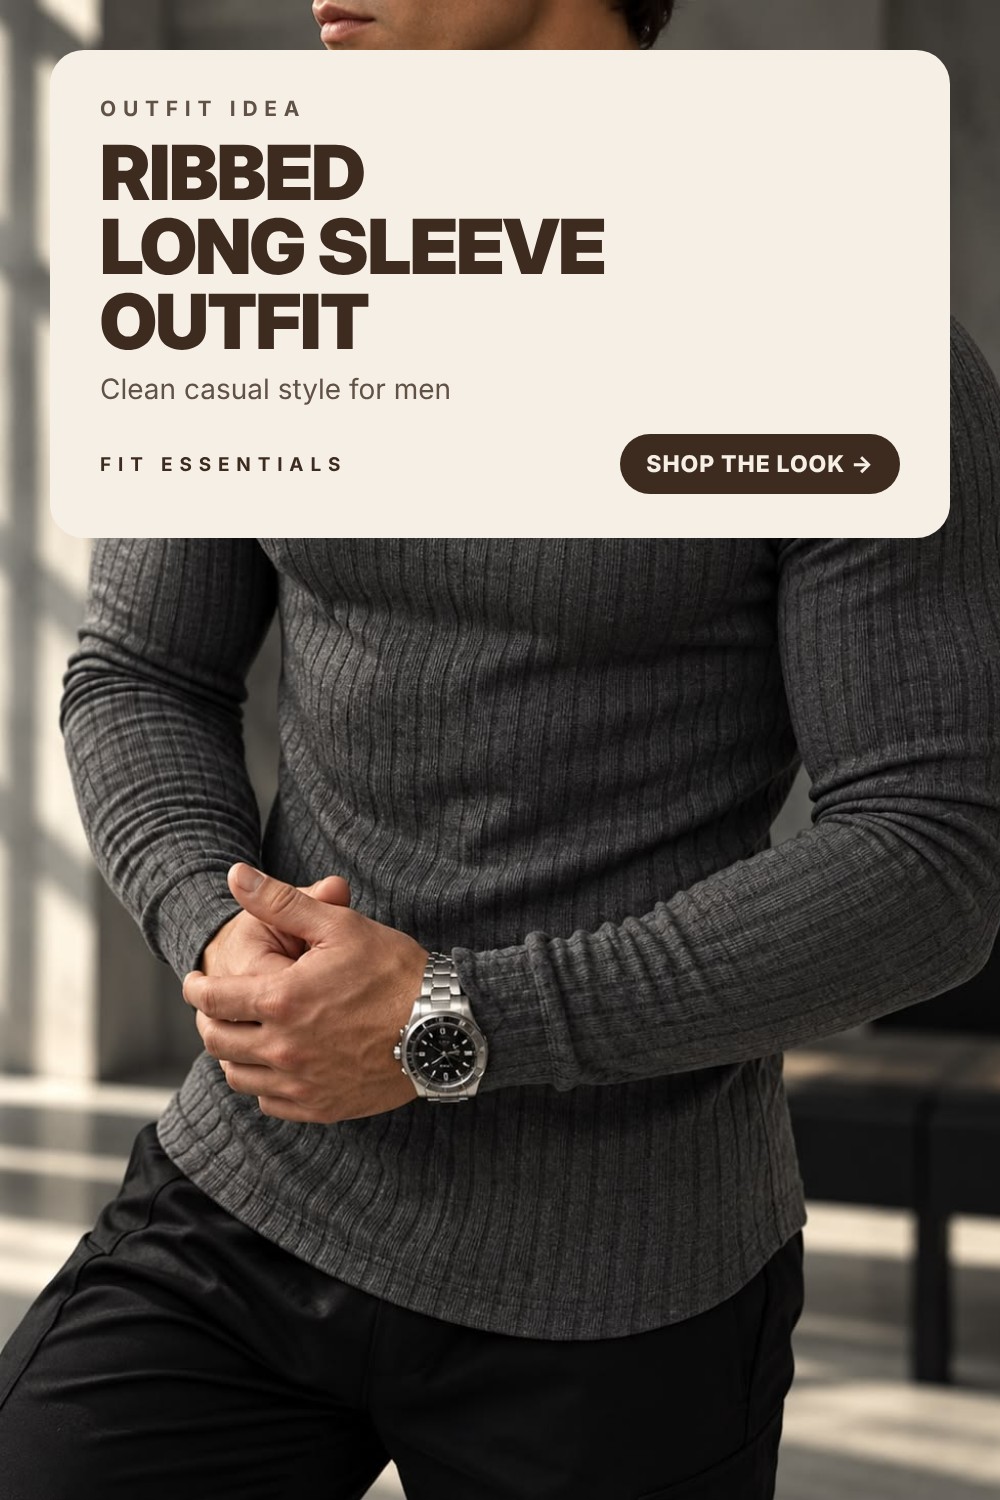 OUTFIT IDEA
RIBBED
LONG SLEEVE
OUTFIT
Clean casual style for men
FIT ESSENTIALS
SHOP THE LOOK →